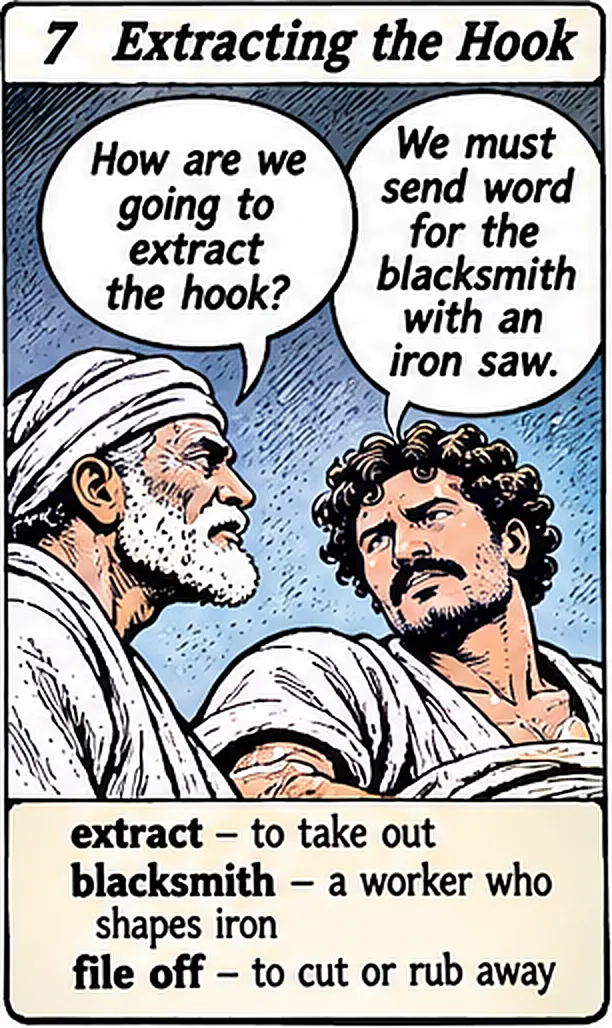 7 Extracting the Hook
How are we
going to
extract
the hook?
We must
send word
for the
blacksmith
with an
iron saw.
extract – to take out
blacksmith – a worker who
shapes iron
file off – to cut or rub away